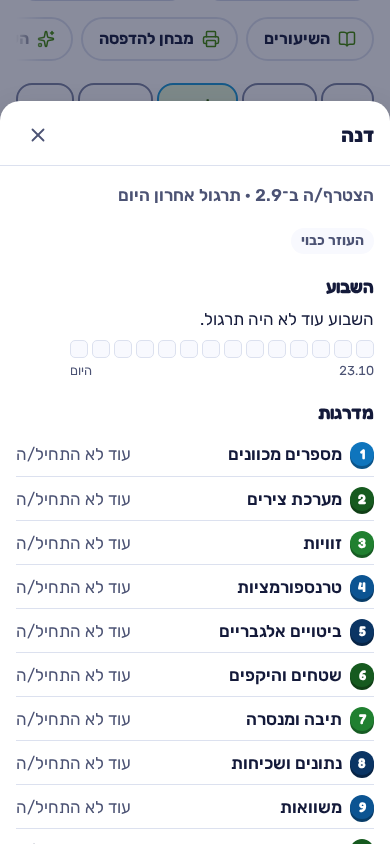 השיעורים
מבחן להדפסה
דנה
הצטרף/ה ב־2.9 • תרגול אחרון היום
העוזר כבוי
השבוע
השבוע עוד לא היה תרגול.
23.10
היום
מדרגות
1 מספרים מכוונים עוד לא התחיל/ה
2 מערכת צירים עוד לא התחיל/ה
3 זוויות עוד לא התחיל/ה
4 טרנספורמציות עוד לא התחיל/ה
5 ביטויים אלגבריים עוד לא התחיל/ה
6 שטחים והיקפים עוד לא התחיל/ה
7 תיבה ומנסרה עוד לא התחיל/ה
8 נתונים ושכיחות עוד לא התחיל/ה
9 משוואות עוד לא התחיל/ה